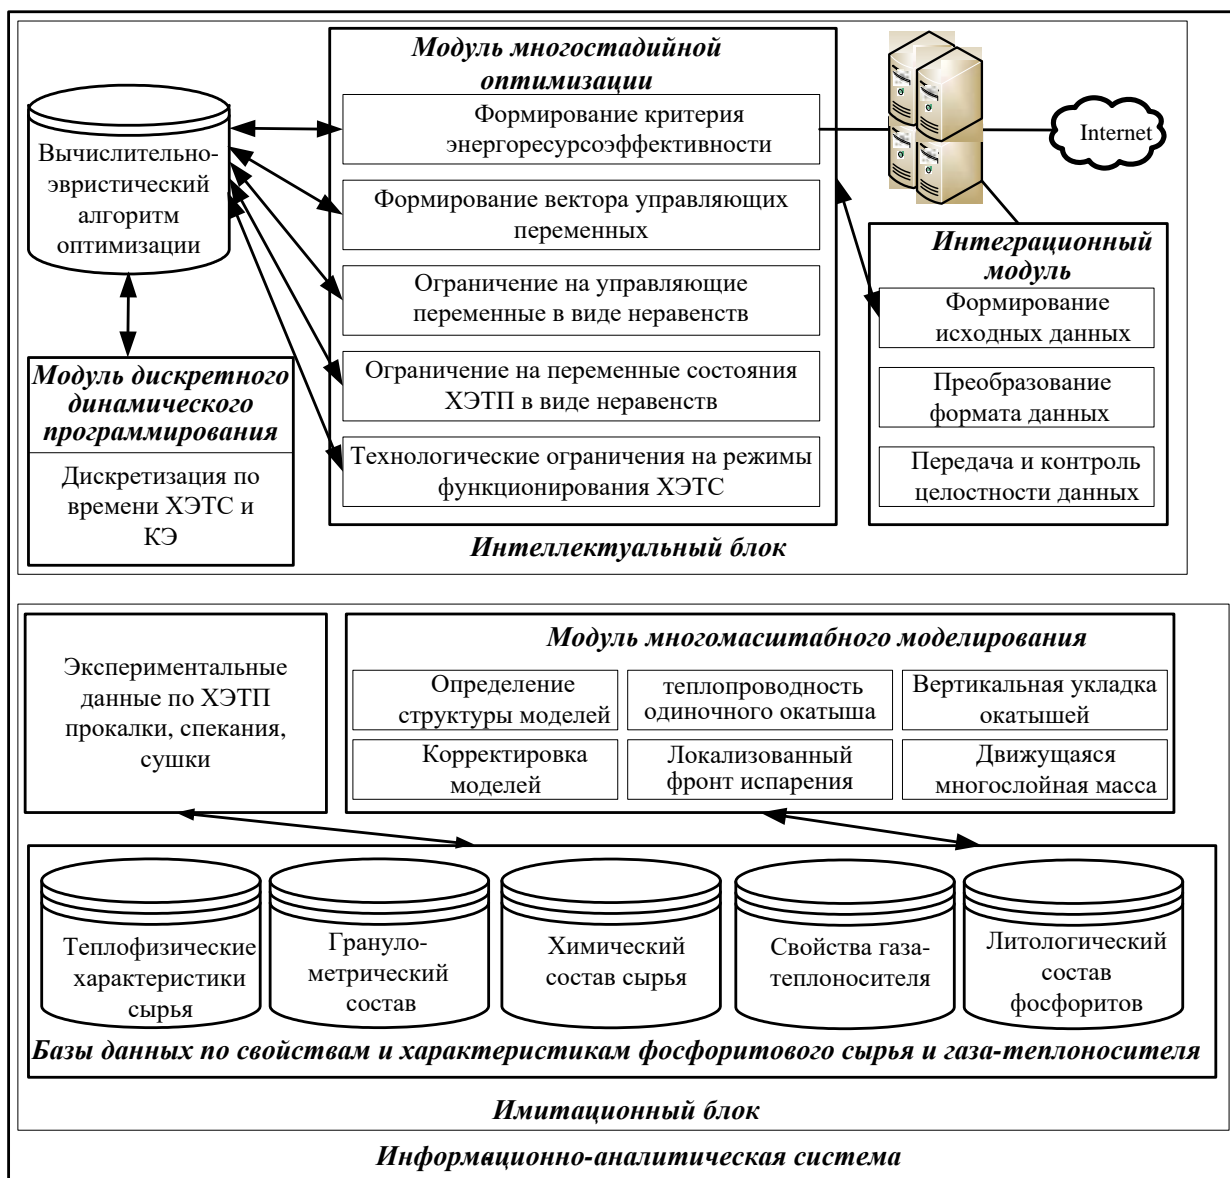 Модуль многостадийной
оптимизации
Формирование критерия
энергоресурсоэффективности
Формирование вектора управляющих
переменных
Ограничение на управляющие
переменные в виде неравенств
Ограничение на переменные состояния
ХЭТП в виде неравенств
Технологические ограничения на режимы
функционирования ХЭТС
Вычислительно-
эвристический
алгоритм
оптимизации
Модуль дискретного
динамического
программирования
Дискретизация по
времени ХЭТС и
КЭ
Internet
Интеграционный
модуль
Формирование
исходных данных
Преобразование
формата данных
Передача и контроль
целостности данных
Интеллектуальный блок
Экспериментальные
данные по ХЭТП
прокалки, спекания,
сушки
Модуль многомасштабного моделирования
Определение
структуры моделей
теплопроводность
одиночного окатыша
Вертикальная укладка
окатышей
Корректировка
моделей
Локализованный
фронт испарения
Движущаяся
многослойная масса
Теплофизические
характеристики
сырья
Грануло-
метрический
состав
Химический
состав сырья
Свойства газа-
теплоносителя
Литологический
состав
фосфоритов
Базы данных по свойствам и характеристикам фосфоритового сырья и газа-теплоносителя
Имитационный блок
Информационно-аналитическая система